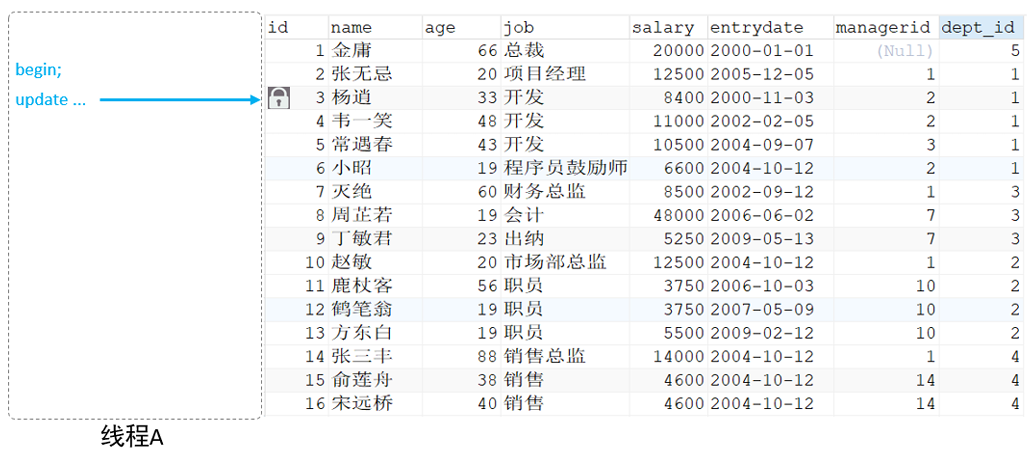 id name age job salary entrydate managerid dept_id
1 金庸 66 总裁 20000 2000-01-01 (Null) 5
begin;
2 张无忌 20 项目经理 12500 2005-12-05 1 1
update ...
3 杨逍 33 开发 8400 2000-11-03 2 1
4 韦一笑 48 开发 11000 2002-02-05 2 1
5 常遇春 43 开发 10500 2004-09-07 3 1
6 小昭 19 程序员鼓励师 6600 2004-10-12 2 1
7 灭绝 60 财务总监 8500 2002-09-12 1 3
8 周芷若 19 会计 48000 2006-06-02 7 3
9 丁敏君 23 出纳 5250 2009-05-13 7 3
10 赵敏 20 市场部总监 12500 2004-10-12 1 2
11 鹿杖客 56 职员 3750 2006-10-03 10 2
12 鹤笔翁 19 职员 3750 2007-05-09 10 2
13 方东白 19 职员 5500 2009-02-12 10 2
14 张三丰 88 销售总监 14000 2004-10-12 1 4
15 俞莲舟 38 销售 4600 2004-10-12 14 4
16 宋远桥 40 销售 4600 2004-10-12 14 4
线程A